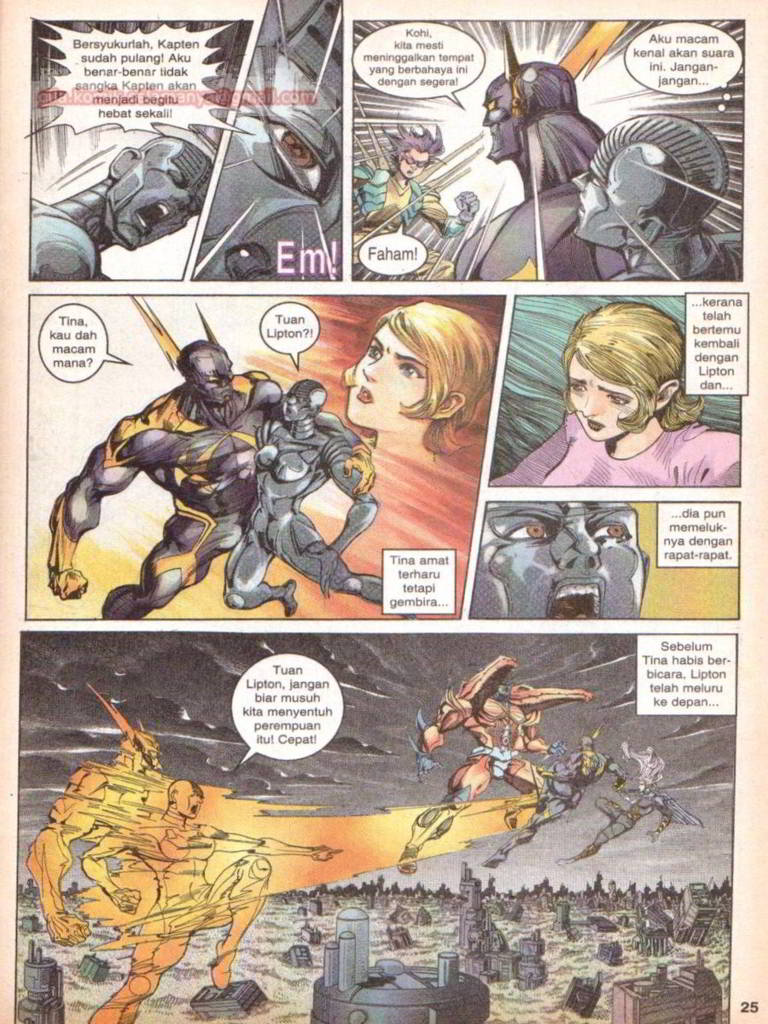 Bersyukurlah, Kapten
sudah pulang! Aku
benar-benar tidak
sangka Kapten akan
menjadi begitu
hebat sekali!
Em!
Kohi,
kita mesti
meninggalkan tempat
yang berbahaya ini
dengan segera!
Aku macam
kenal akan suara
ini. Jangan-
jangan...
Faham!
Tina,
kau dah
macam
mana?
Tuan
Lipton?!
Tina amat
terharu
tetapi
gembira...
...kerana
telah
bertemu
kembali
dengan
Lipton
dan...
...dia pun
memeluk-
nya dengan
rapat-rapat.
Sebelum
Tina habis ber-
bicara, Lipton
telah meluru
ke depan...
Tuan
Lipton, jangan
biar musuh
kita menyentuh
perempuan
itu! Cepat!
25